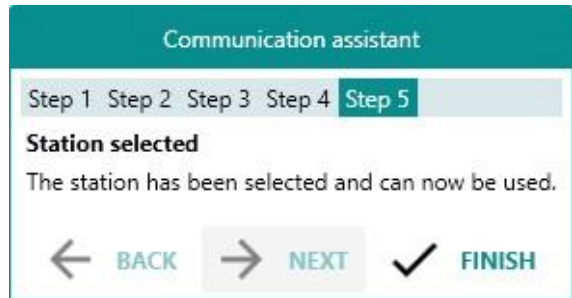 Communication assistant
Step 1 Step 2 Step 3 Step 4 Step 5
Station selected
The station has been selected and can now be used.
BACK NEXT FINISH